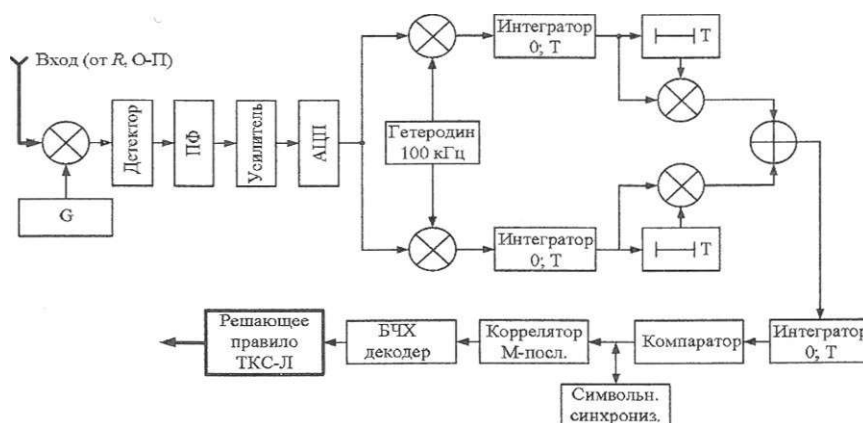 Вход (от R, О-П)
G
Детектор
ПФ
Усилитель
АЦП
Гетеродин
100 кГц
Интегратор
0; Т
Т
Интегратор
0; Т
Т
Интегратор
0; Т
Компаратор
Символьн.
синхрониз.
Коррелятор
М-посл.
БЧХ
декодер
Решающее
правило
ТКС-Л